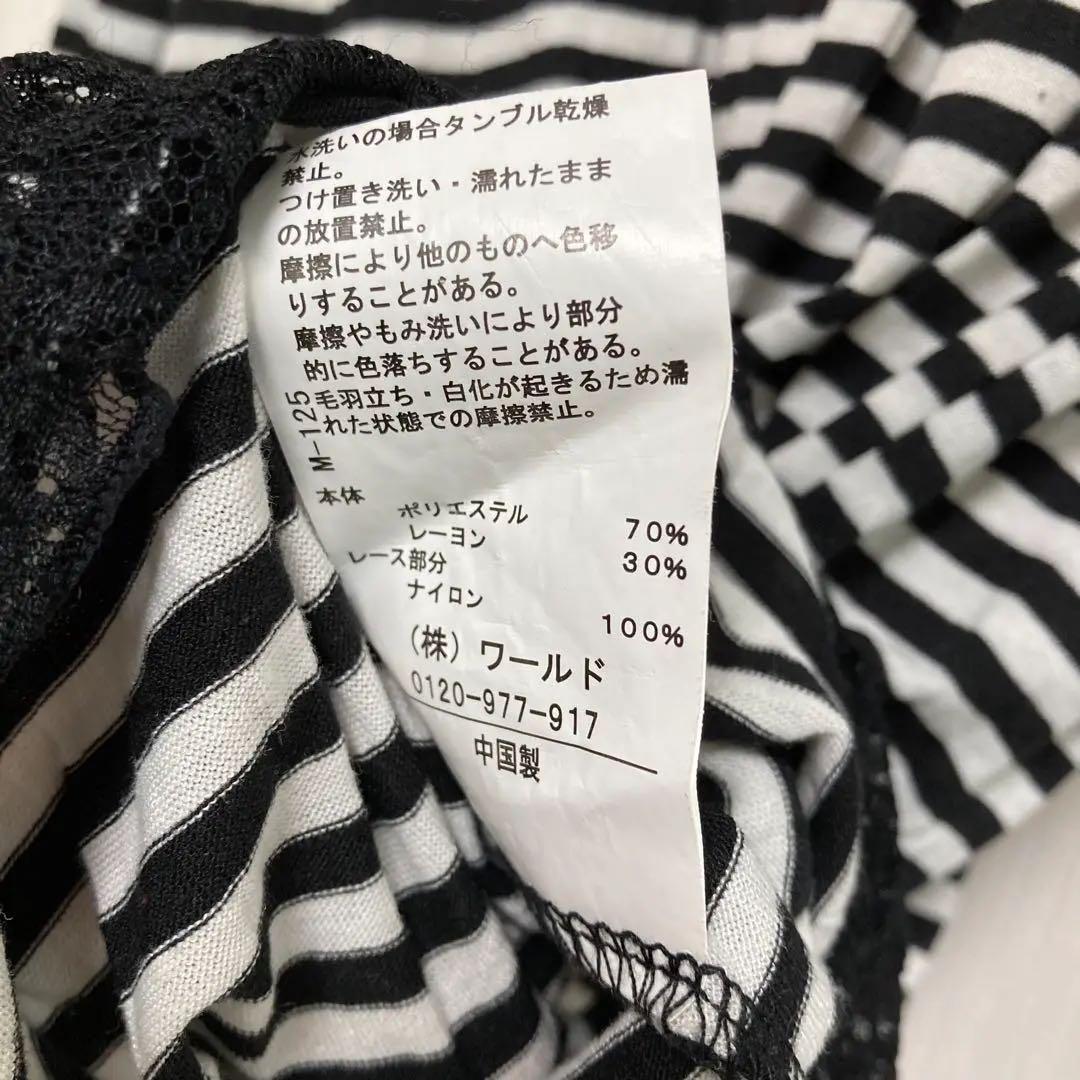 水洗いの場合タンブル乾燥
禁止。
つけ置き洗い・濡れたまま
の放置禁止。
摩擦により他のものへ色移
りすることがある。
摩擦やもみ洗いにより部分
的に色落ちすることがある。
毛羽立ち・白化が起きるため濡
れた状態での摩擦禁止。
M-125
本体
ポリエステル 70%
レーヨン 30%
レース部分
ナイロン 100%
(株) ワールド
0120-977-917
中国製